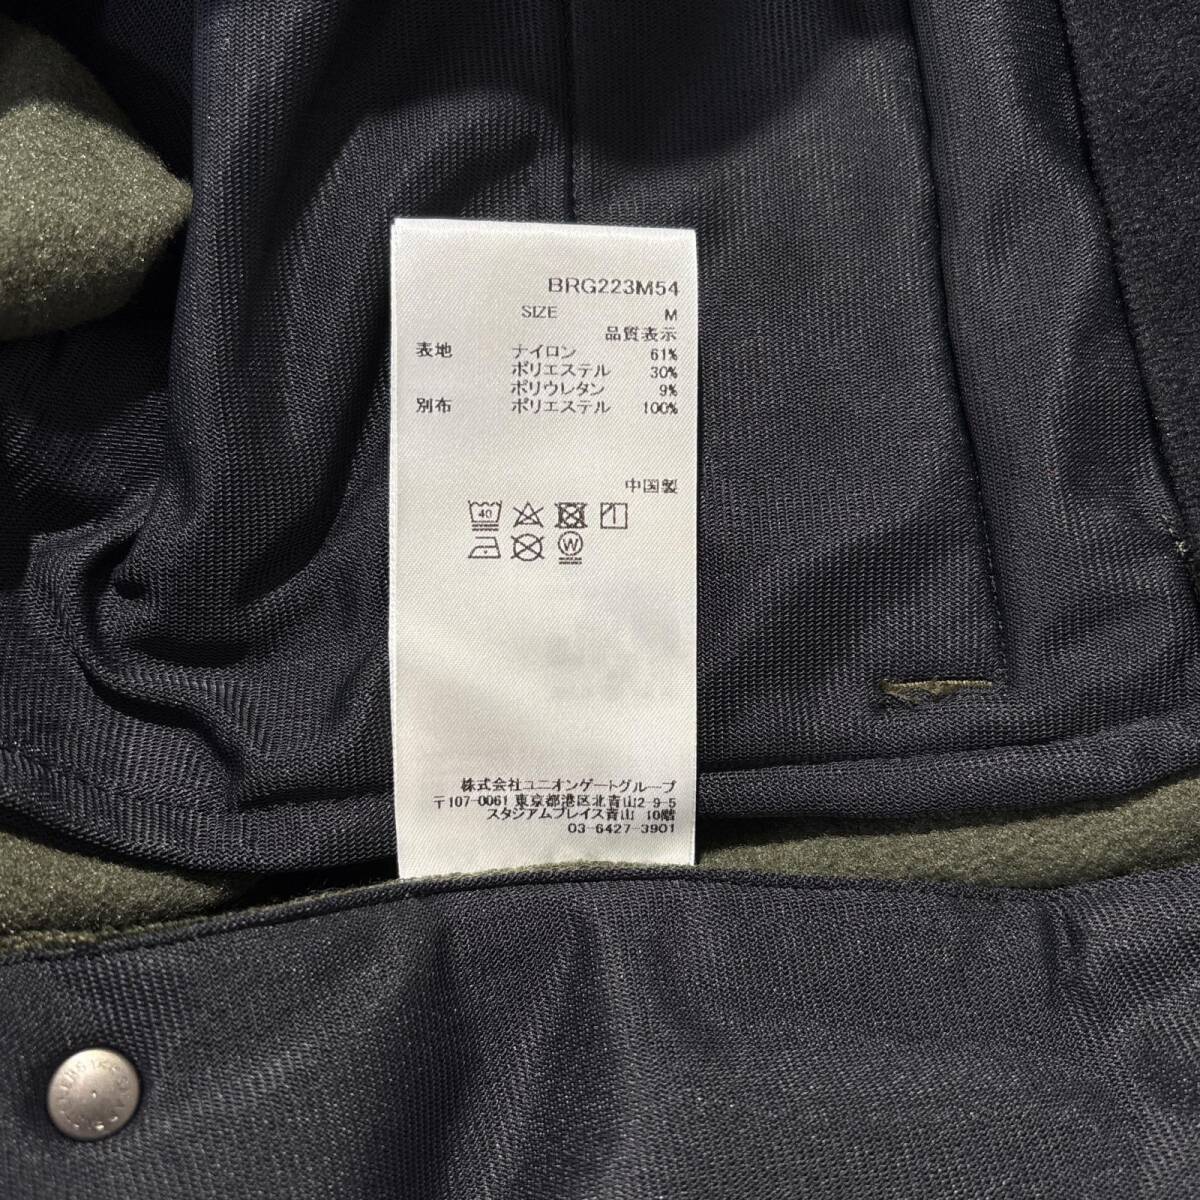 BRG223M54
SIZE M
品質表示
表地 ナイロン 61%
ポリエステル 30%
ポリウレタン 9%
別布 ポリエステル 100%
中国製
40
W
株式会社ユニオンゲートグループ
〒107-0061 東京都港区北青山2-9-5
スタジアムプレイス青山 10階
03-6427-3901